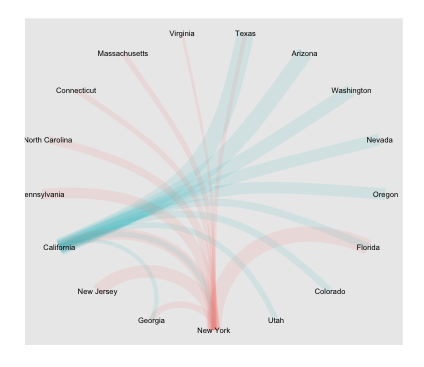 Virginia
Texas
Massachusetts
Arizona
Connecticut
Washington
North Carolina
Nevada
ennsylvania
Oregon
California
Florida
New Jersey
Colorado
Georgia
Utah
New York